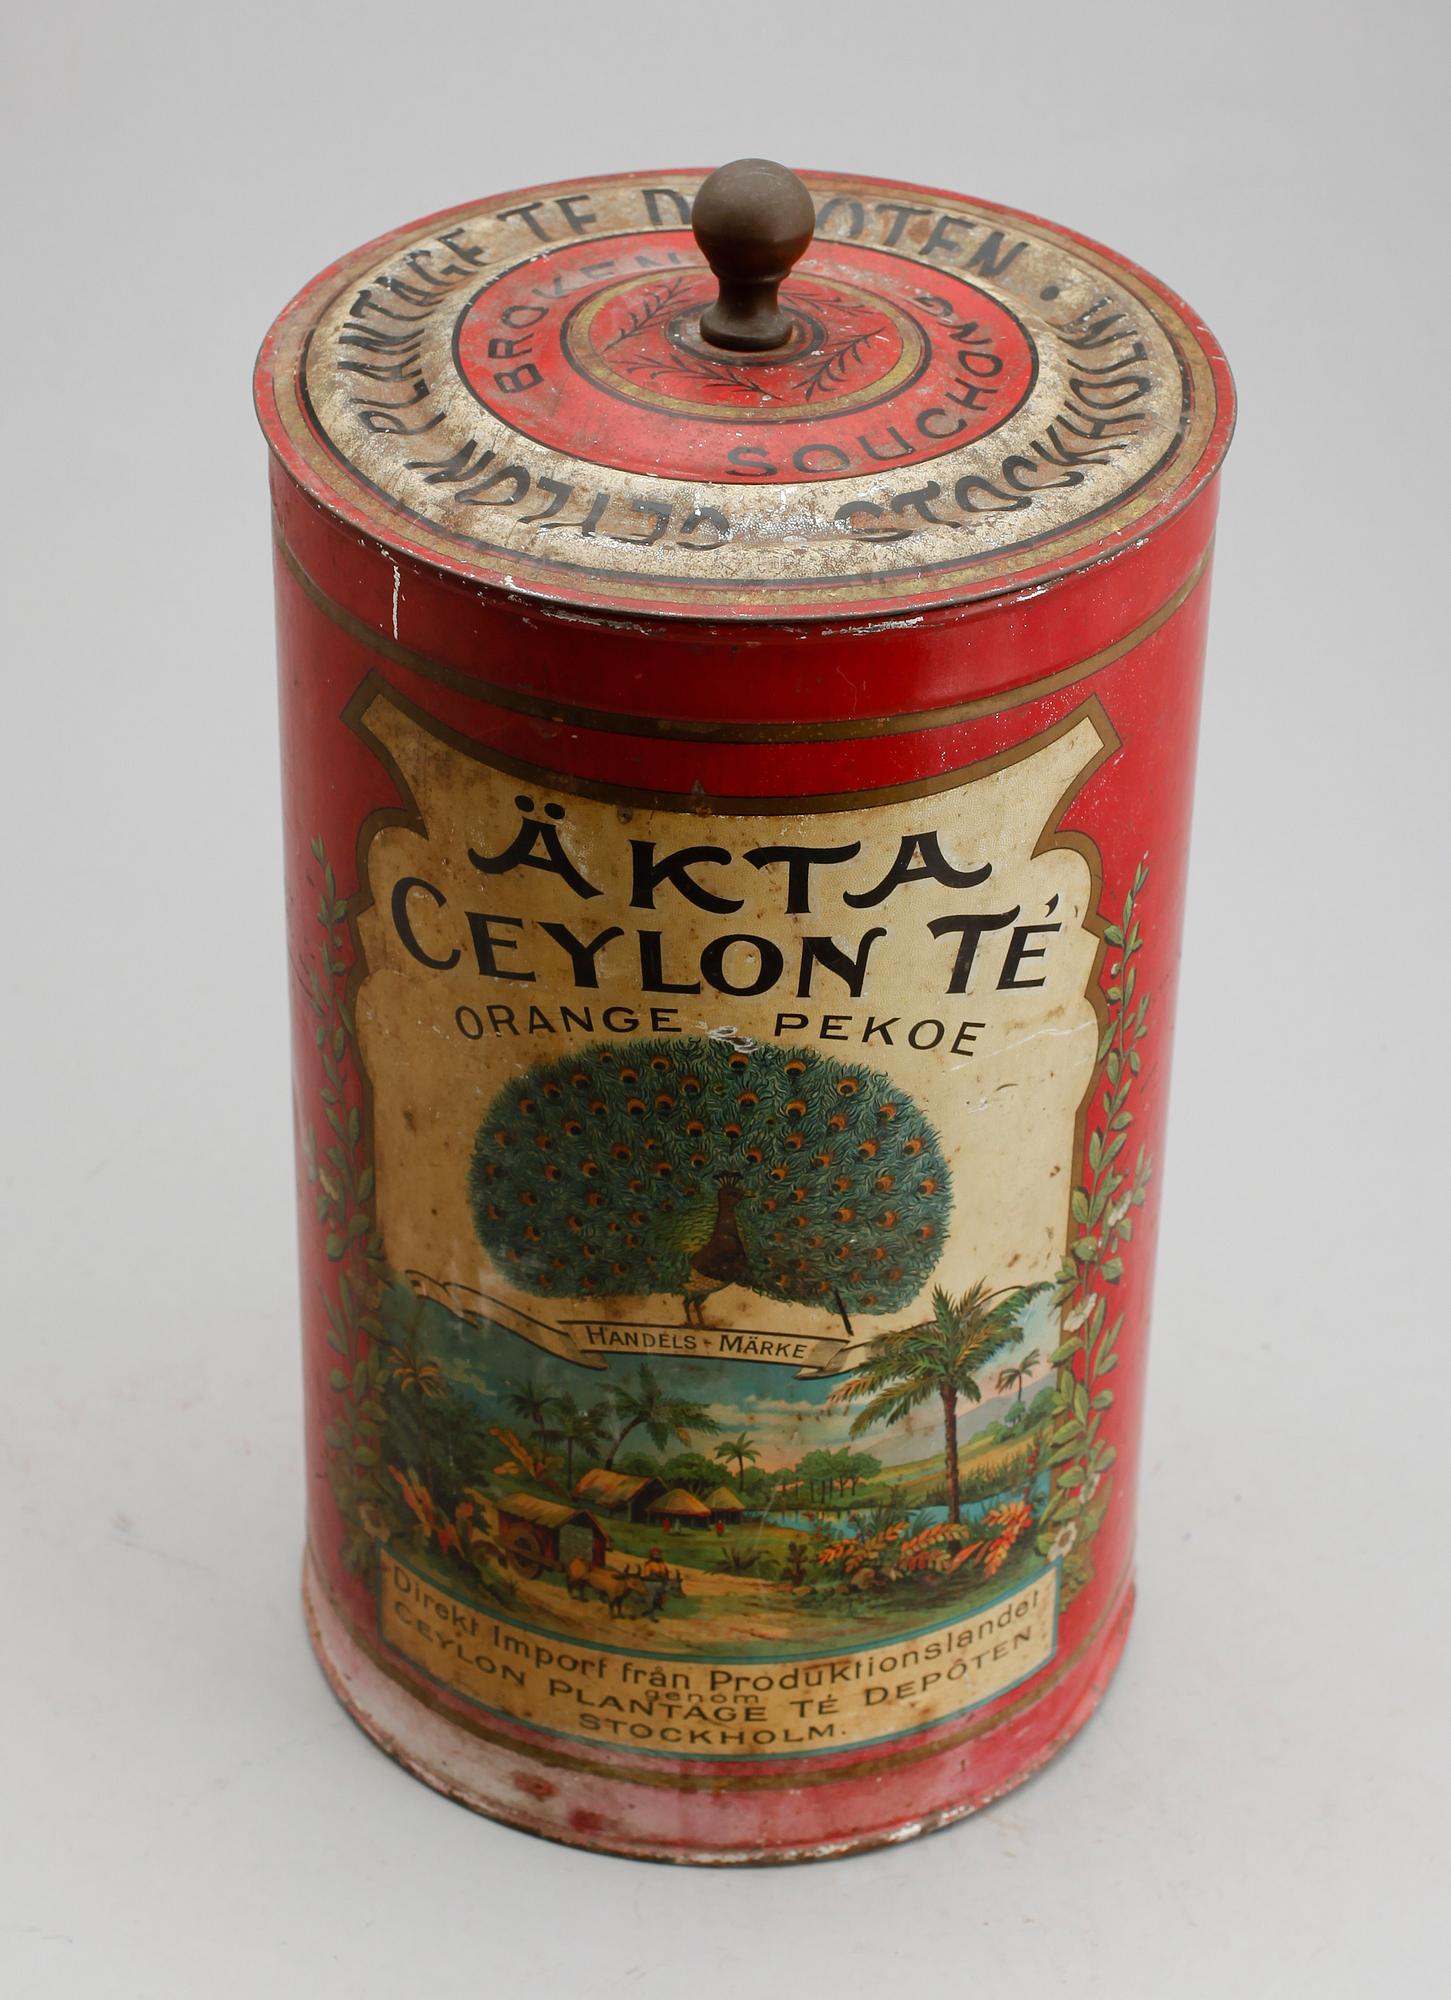 CEYLON PLANTAGE TE DEPOTEN • STOCKHOLM
BROKEN SOUCHONG
ÄKTA
CEYLON TÉ
ORANGE PEKOE
HANDELS-MÄRKE
Direkt Import från Produktionslandet
genom
CEYLON PLANTAGE TÉ DEPÔTEN
STOCKHOLM.